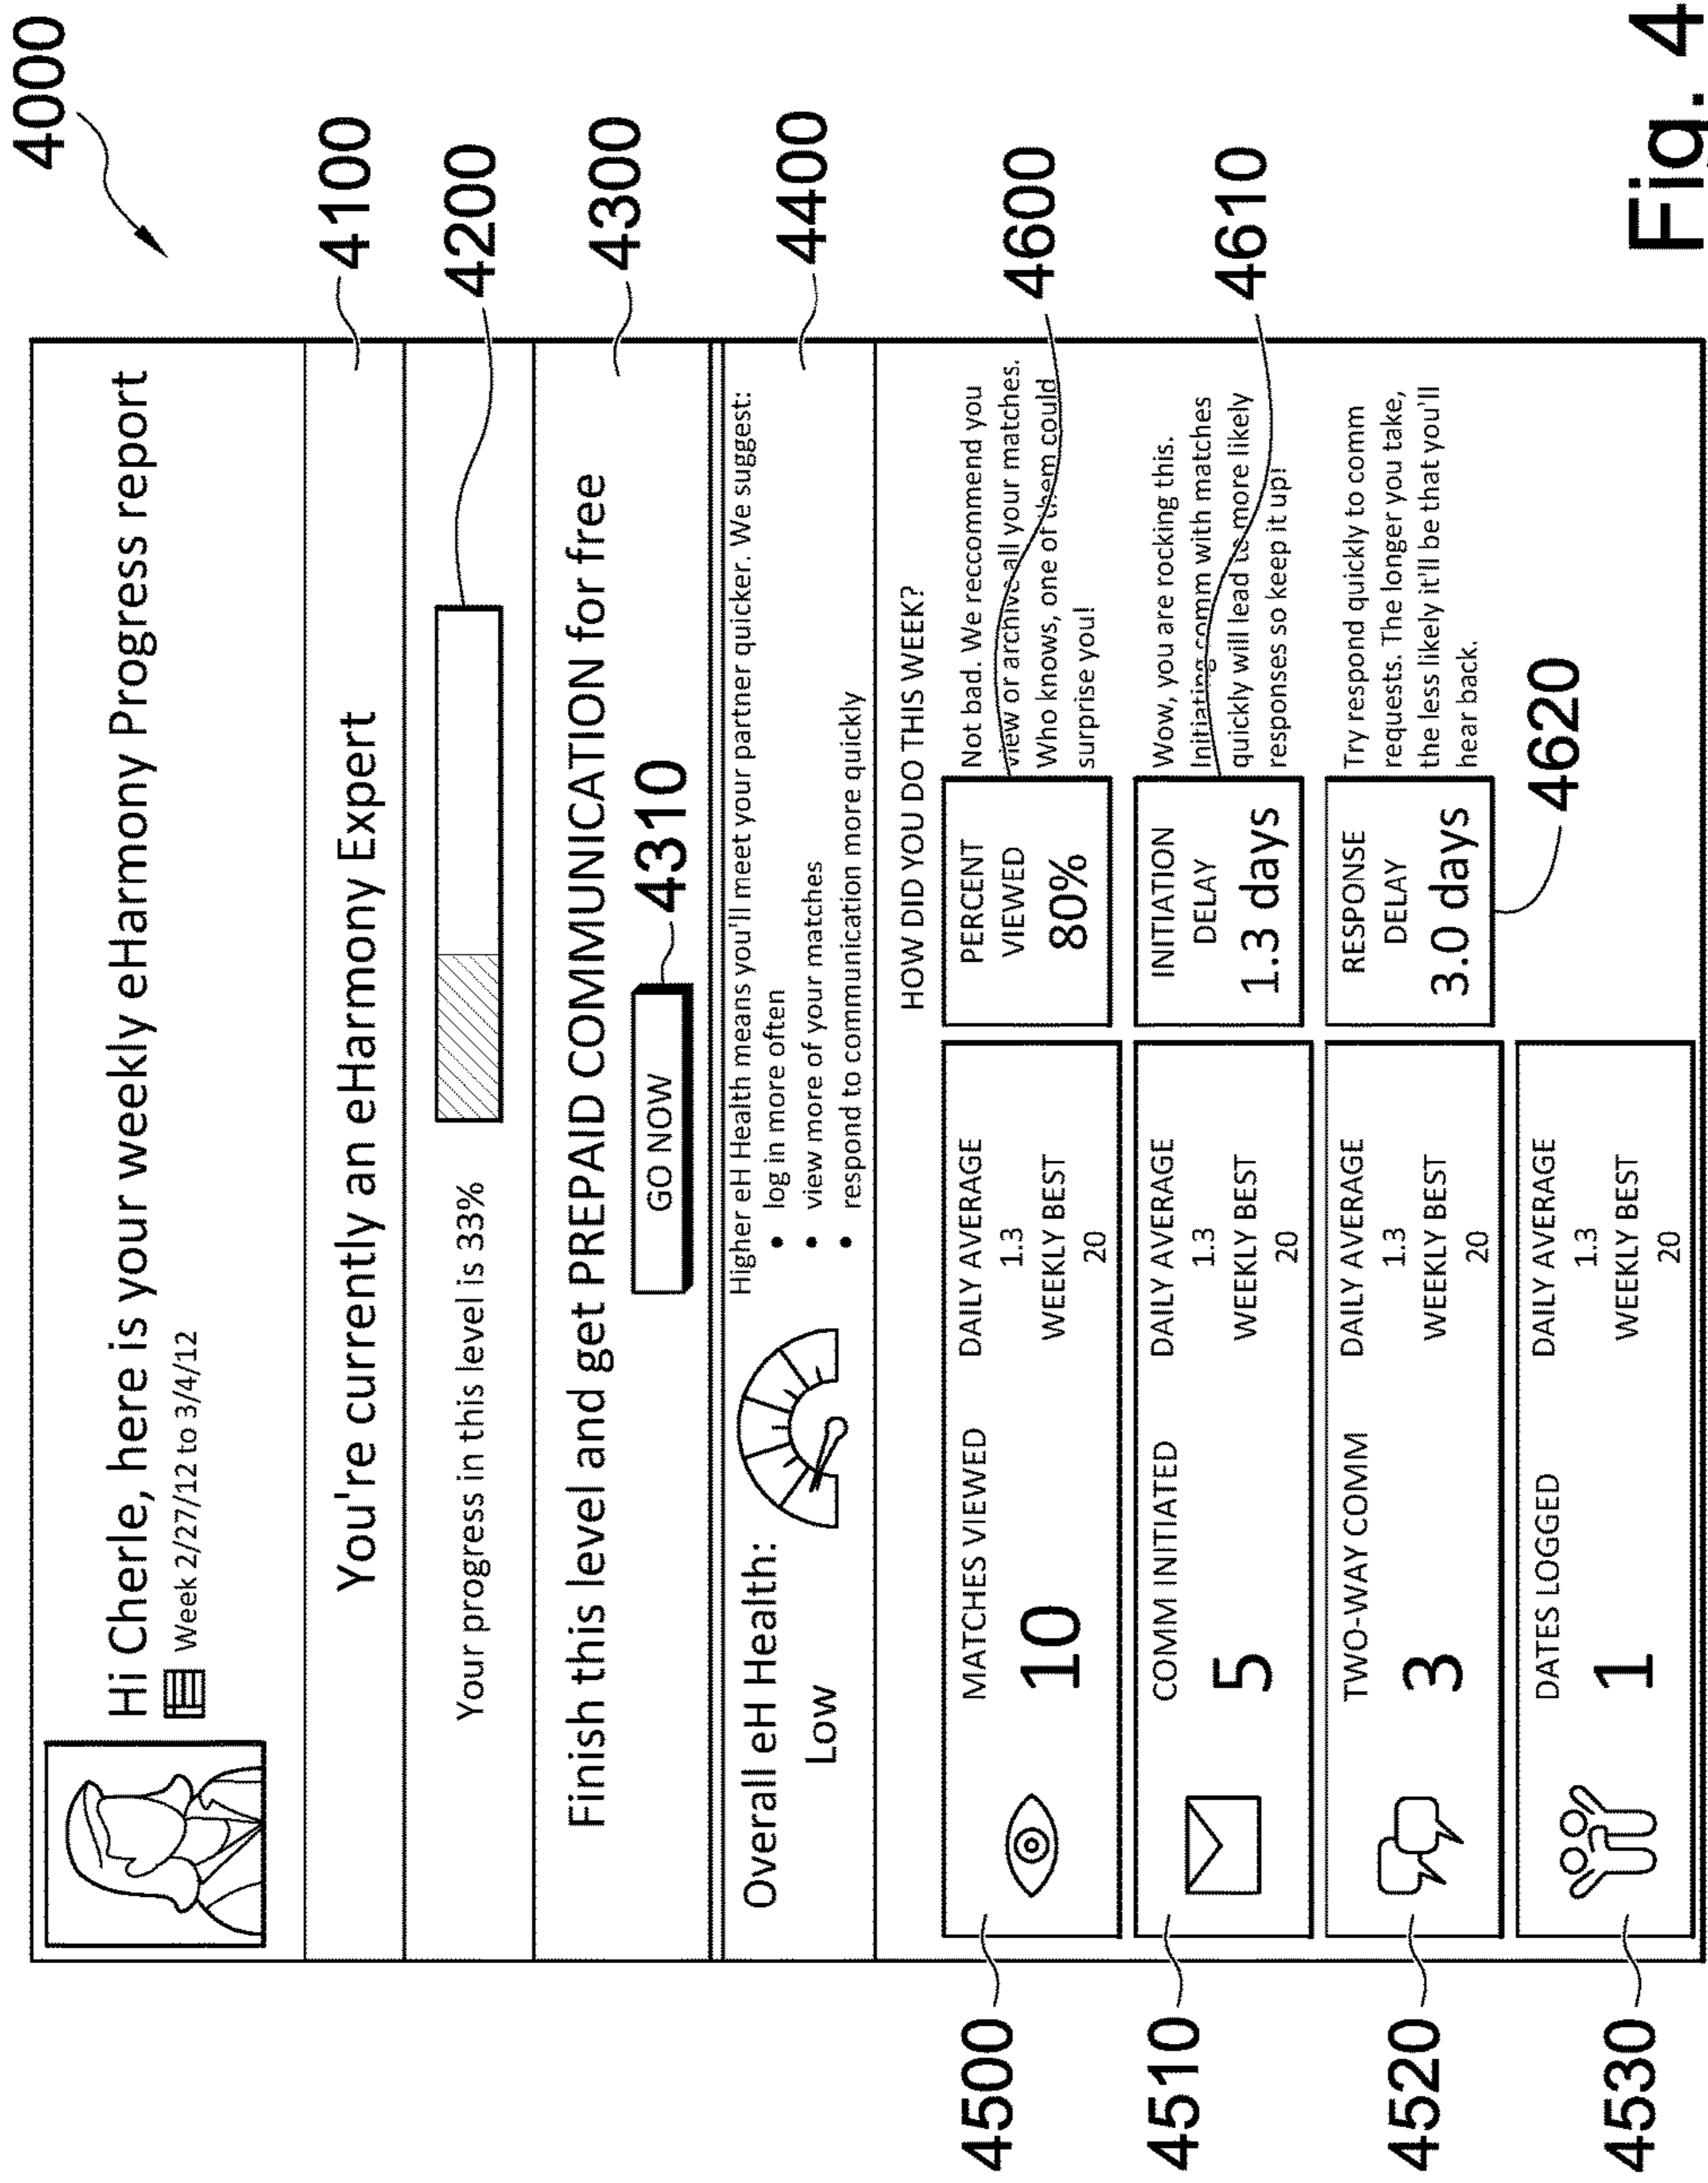 4000
Hi Cherle, here is your weekly eHarmony Progress report
Week 2/27/12 to 3/4/12
You're currently an eHarmony Expert
4100
Your progress in this level is 33%
4200
Finish this level and get PREPAID COMMUNICATION for free
4300
GO NOW
4310
Overall eH Health:
Low
Higher eH Health means you'll meet your partner quicker. We suggest:
• log in more often
• view more of your matches
• respond to communication more quickly
4400
HOW DID YOU DO THIS WEEK?
4500
MATCHES VIEWED
10
DAILY AVERAGE
1.3
WEEKLY BEST
20
PERCENT
VIEWED
80%
Not bad. We reccommend you
view or archive all your matches.
Who knows, one of them could
surprise you!
4600
4510
COMM INITIATED
5
DAILY AVERAGE
1.3
WEEKLY BEST
20
INITIATION
DELAY
1.3 days
Wow, you are rocking this.
Initiating comm with matches
quickly will lead to more likely
responses so keep it up!
4610
4520
TWO-WAY COMM
3
DAILY AVERAGE
1.3
WEEKLY BEST
20
RESPONSE
DELAY
3.0 days
Try respond quickly to comm
requests. The longer you take,
the less likely it'll be that you'll
hear back.
4620
4530
DATES LOGGED
1
DAILY AVERAGE
1.3
WEEKLY BEST
20
Fig. 4